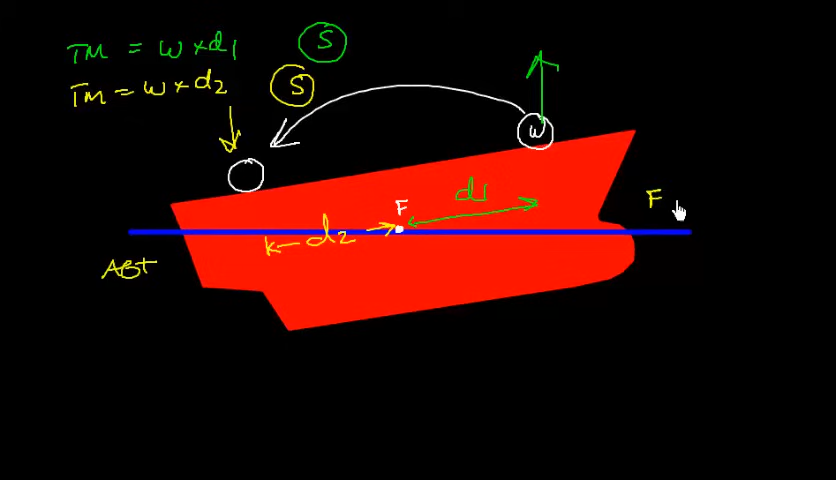 TM = w × d1 S
TM = w × d2 S
w
d1
F
F
d2
Aft